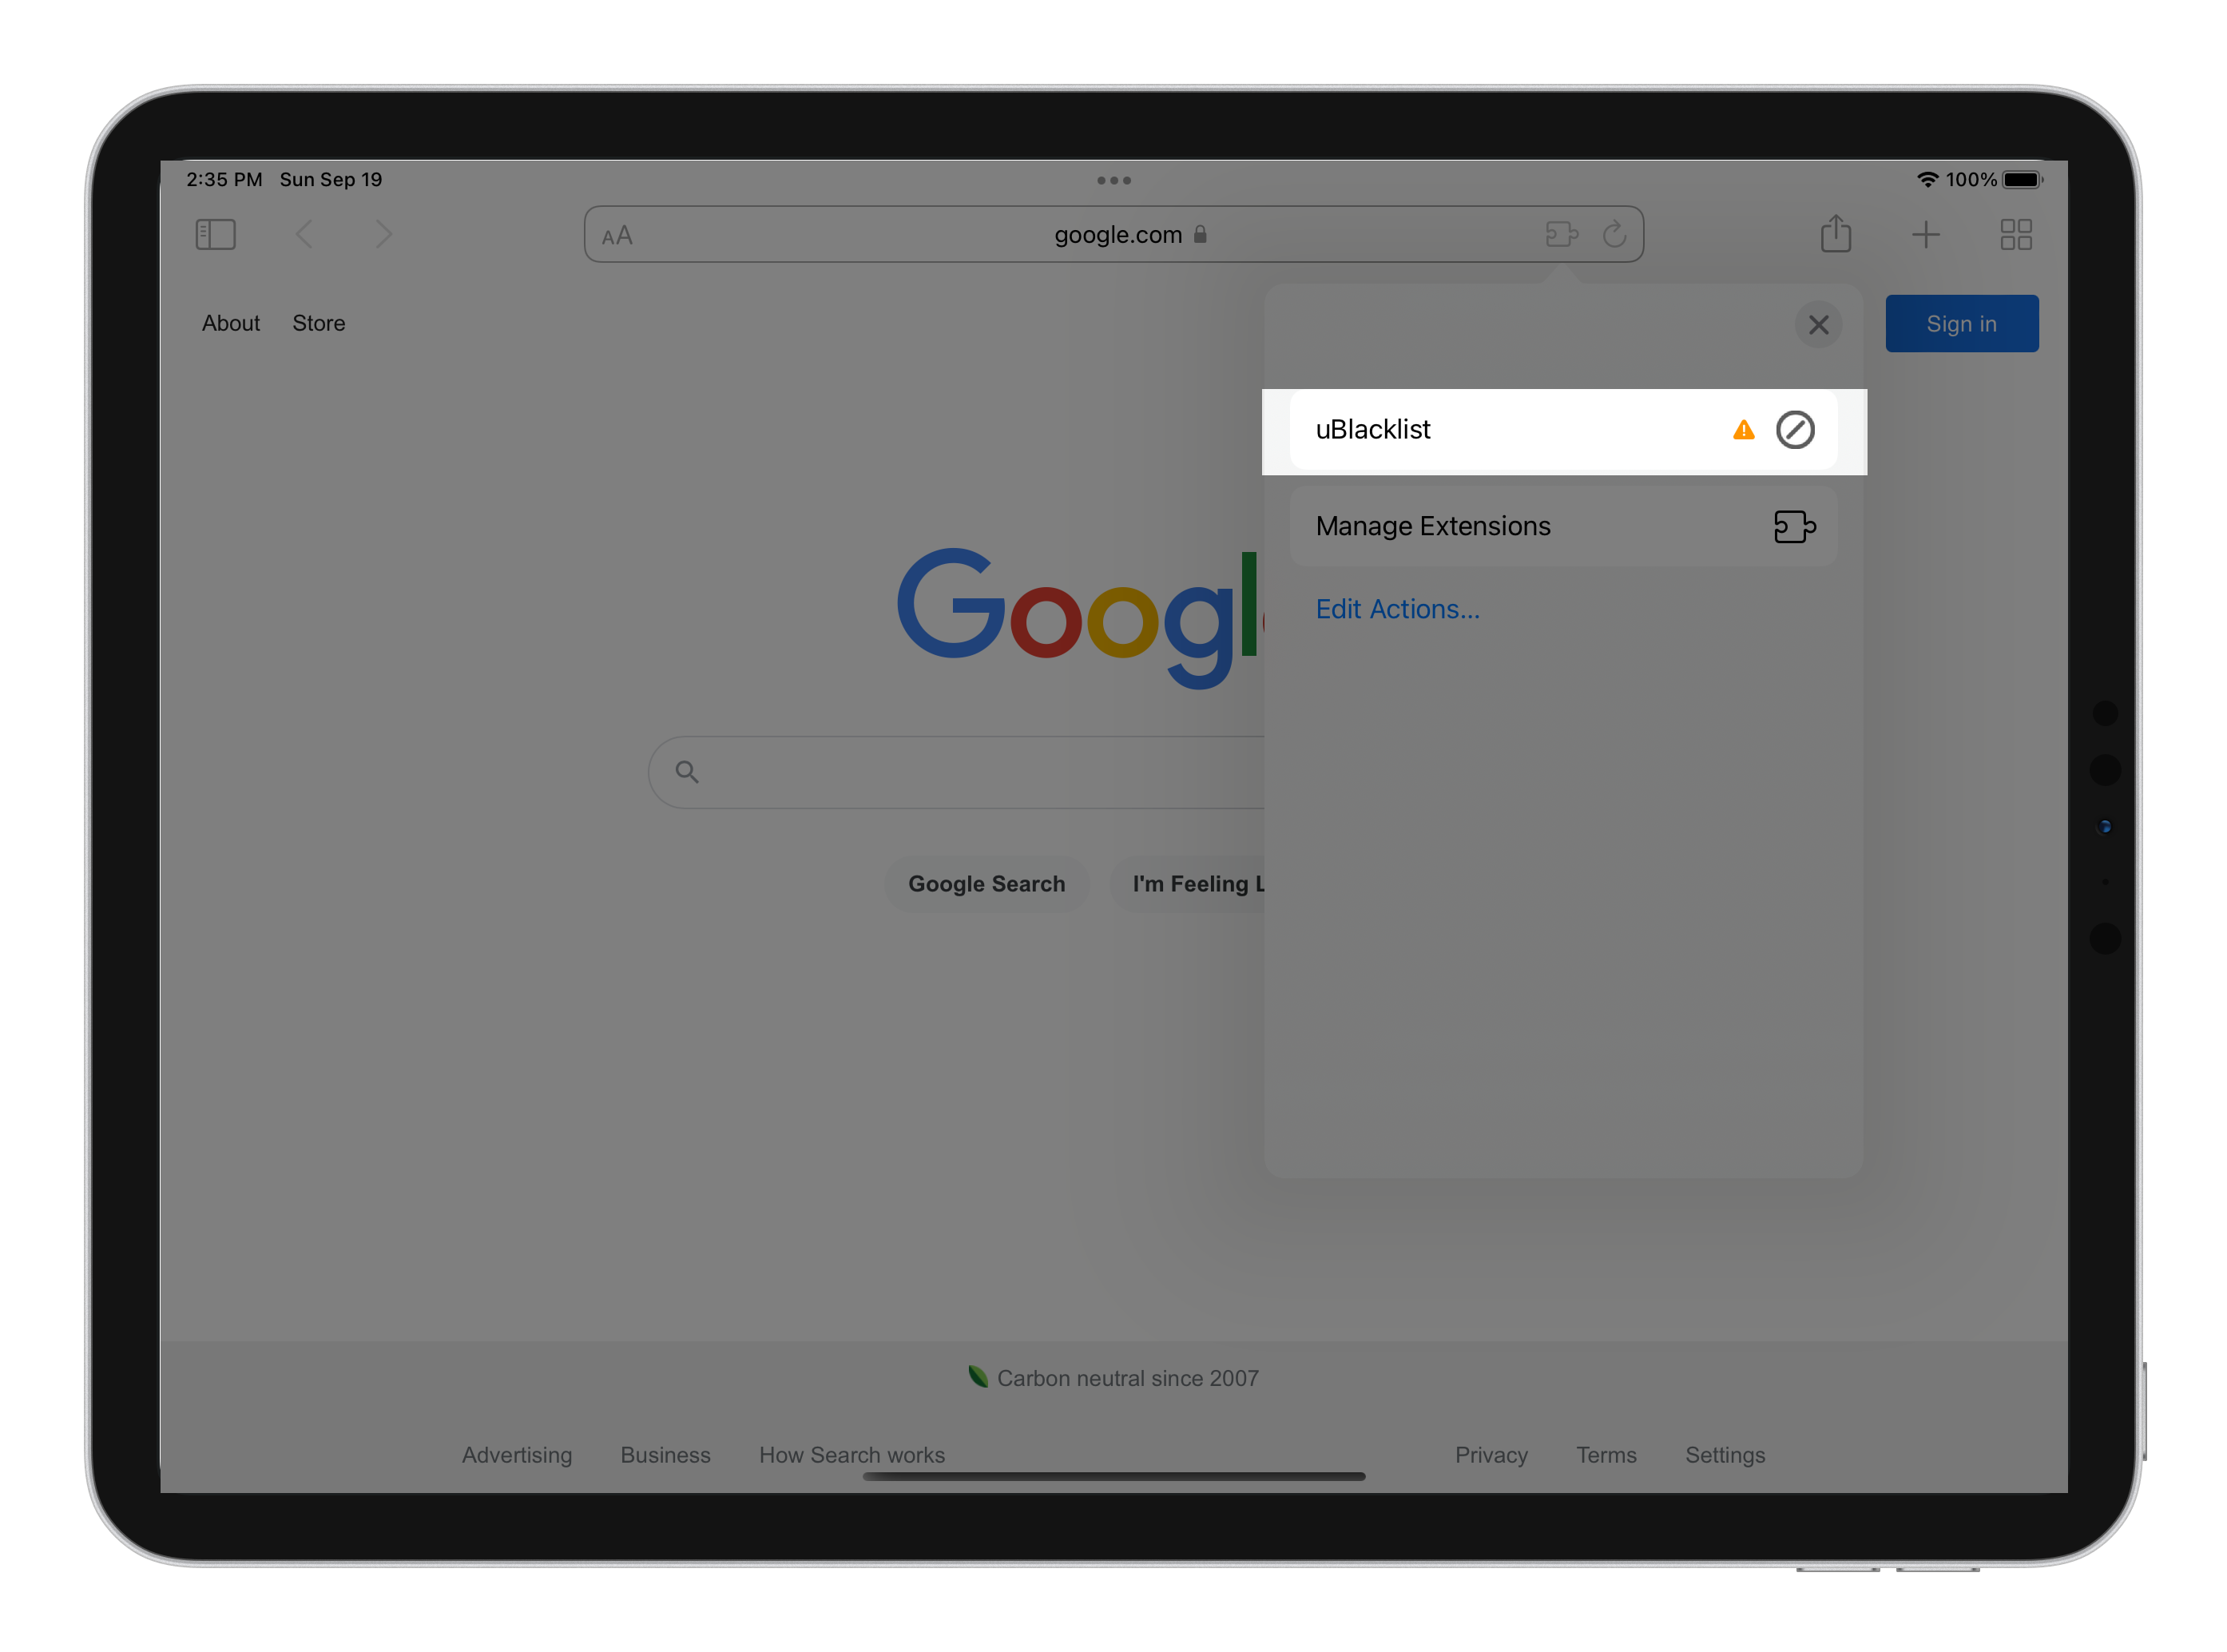 2:35 PM Sun Sep 19
100%
AA
google.com
About Store
Sign in
uBlacklist
Manage Extensions
Edit Actions...
Googl
Google Search
I'm Feeling L
Carbon neutral since 2007
Advertising Business How Search works
Privacy Terms Settings